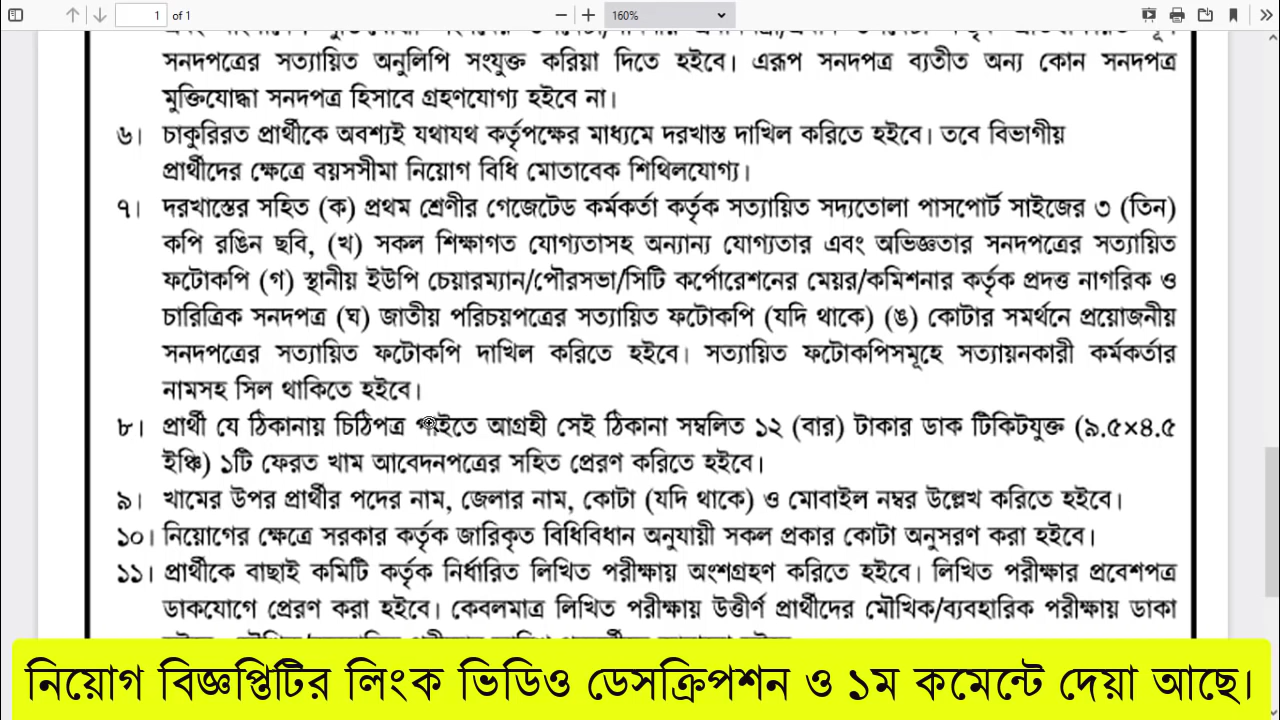 1 of 1 160%
সনদপত্রের সত্যায়িত অনুলিপি সংযুক্ত করিয়া দিতে হইবে। এরূপ সনদপত্র ব্যতীত অন্য কোন সনদপত্র
মুক্তিযোদ্ধা সনদপত্র হিসাবে গ্রহণযোগ্য হইবে না।
৬। চাকুরিরত প্রার্থীকে অবশ্যই যথাযথ কর্তৃপক্ষের মাধ্যমে দরখাস্ত দাখিল করিতে হইবে। তবে বিভাগীয়
প্রার্থীদের ক্ষেত্রে বয়সসীমা নিয়োগ বিধি মোতাবেক শিথিলযোগ্য।
৭। দরখাস্তের সহিত (ক) প্রথম শ্রেণীর গেজেটেড কর্মকর্তা কর্তৃক সত্যায়িত সদ্যতোলা পাসপোর্ট সাইজের ৩ (তিন)
কপি রঙিন ছবি, (খ) সকল শিক্ষাগত যোগ্যতাসহ অন্যান্য যোগ্যতার এবং অভিজ্ঞতার সনদপত্রের সত্যায়িত
ফটোকপি (গ) স্থানীয় ইউপি চেয়ারম্যান/পৌরসভা/সিটি কর্পোরেশনের মেয়র/কমিশনার কর্তৃক প্রদত্ত নাগরিক ও
চারিত্রিক সনদপত্র (ঘ) জাতীয় পরিচয়পত্রের সত্যায়িত ফটোকপি (যদি থাকে) (ঙ) কোটার সমর্থনে প্রয়োজনীয়
সনদপত্রের সত্যায়িত ফটোকপি দাখিল করিতে হইবে। সত্যায়িত ফটোকপিসমূহে সত্যায়নকারী কর্মকর্তার
নামসহ সিল থাকিতে হইবে।
৮। প্রার্থী যে ঠিকানায় চিঠিপত্র পাইতে আগ্রহী সেই ঠিকানা সম্বলিত ১২ (বার) টাকার ডাক টিকিটযুক্ত (৯.৫×৪.৫
ইঞ্চি) ১টি ফেরত খাম আবেদনপত্রের সহিত প্রেরণ করিতে হইবে।
৯। খামের উপর প্রার্থীর পদের নাম, জেলার নাম, কোটা (যদি থাকে) ও মোবাইল নম্বর উল্লেখ করিতে হইবে।
১০। নিয়োগের ক্ষেত্রে সরকার কর্তৃক জারিকৃত বিধিবিধান অনুযায়ী সকল প্রকার কোটা অনুসরণ করা হইবে।
১১। প্রার্থীকে বাছাই কমিটি কর্তৃক নির্ধারিত লিখিত পরীক্ষায় অংশগ্রহণ করিতে হইবে। লিখিত পরীক্ষার প্রবেশপত্র
ডাকযোগে প্রেরণ করা হইবে। কেবলমাত্র লিখিত পরীক্ষায় উত্তীর্ণ প্রার্থীদের মৌখিক/ব্যবহারিক পরীক্ষায় ডাকা
নিয়োগ বিজ্ঞপ্তিটির লিংক ভিডিও ডেসক্রিপশন ও ১ম কমেন্টে দেয়া আছে।